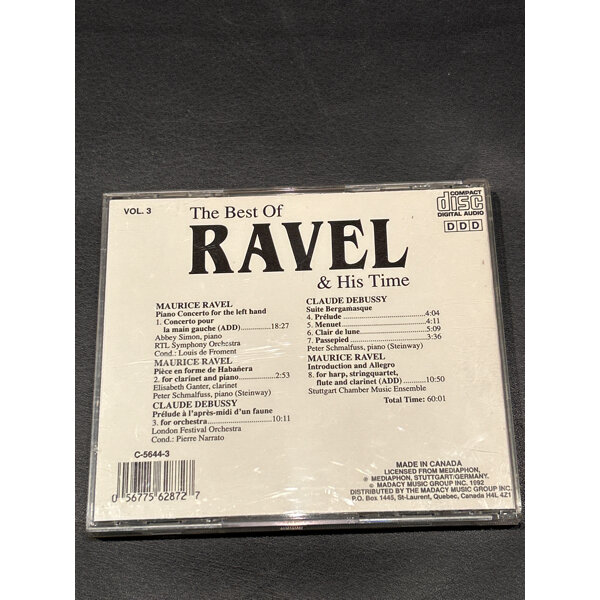 VOL. 3
The Best Of
RAVEL
& His Time
COMPACT
disc
DIGITAL AUDIO
DDD
MAURICE RAVEL
Piano Concerto for the left hand
1. Concerto pour
la main gauche (ADD)............18:27
Abbey Simon, piano
RTL Symphony Orchestra
Cond.: Louis de Froment
MAURICE RAVEL
Pièce en forme de Habañera
2. for clarinet and piano............2:53
Elisabeth Ganter, clarinet
Peter Schmalfuss, piano (Steinway)
CLAUDE DEBUSSY
Prélude à l'après-midi d'un faune
3. for orchestra............10:11
London Festival Orchestra
Cond.: Pierre Narrato
CLAUDE DEBUSSY
Suite Bergamasque
4. Prélude............4:04
5. Menuet............4:11
6. Clair de lune............5:09
7. Passepied............3:36
Peter Schmalfuss, piano (Steinway)
MAURICE RAVEL
Introduction and Allegro
8. for harp, stringquartet,
flute and clarinet (ADD)............10:50
Stuttgart Chamber Music Ensemble
Total Time: 60:01
C-5644-3
0 56775 62872 7
MADE IN CANADA
LICENSED FROM MEDIAPHON,
℗ MEDIAPHON, STUTTGART/GERMANY.
℗ MADACY MUSIC GROUP INC. 1992
DISTRIBUTED BY THE MADACY MUSIC GROUP INC.
P.O. Box 1445, St-Laurent, Quebec, Canada H4L 4Z1